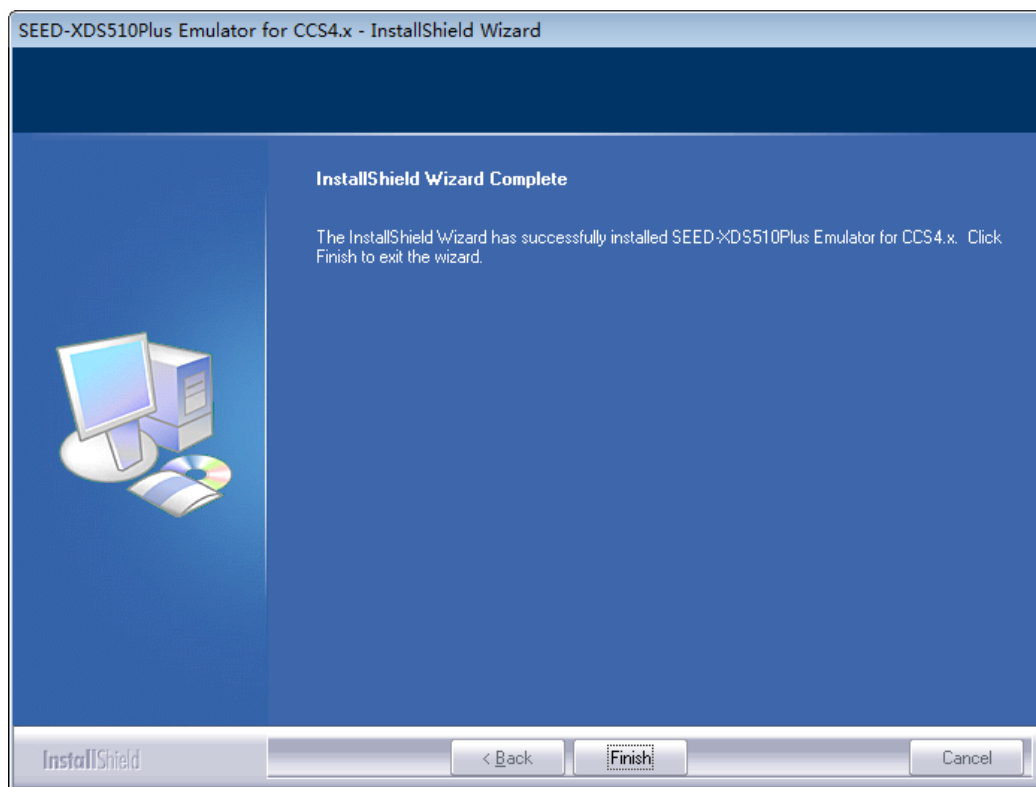 SEED-XDS510Plus Emulator for CCS4.x - InstallShield Wizard
InstallShield Wizard Complete
The InstallShield Wizard has successfully installed SEED-XDS510Plus Emulator for CCS4.x. Click
Finish to exit the wizard.
InstallShield
< Back
Finish
Cancel